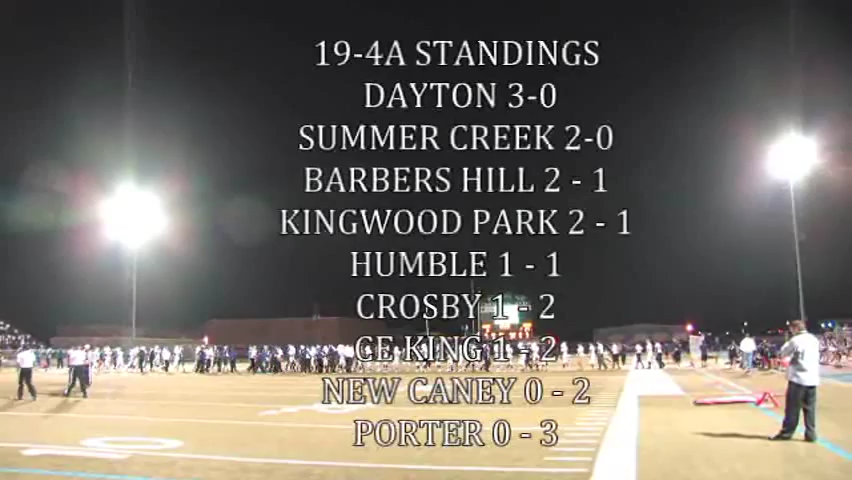 19-4A STANDINGS
DAYTON 3-0
SUMMER CREEK 2-0
BARBERS HILL 2 - 1
KINGWOOD PARK 2 - 1
HUMBLE 1 - 1
CROSBY 1 - 2
CE KING 1 - 2
NEW CANEY 0 - 2
PORTER 0 - 3